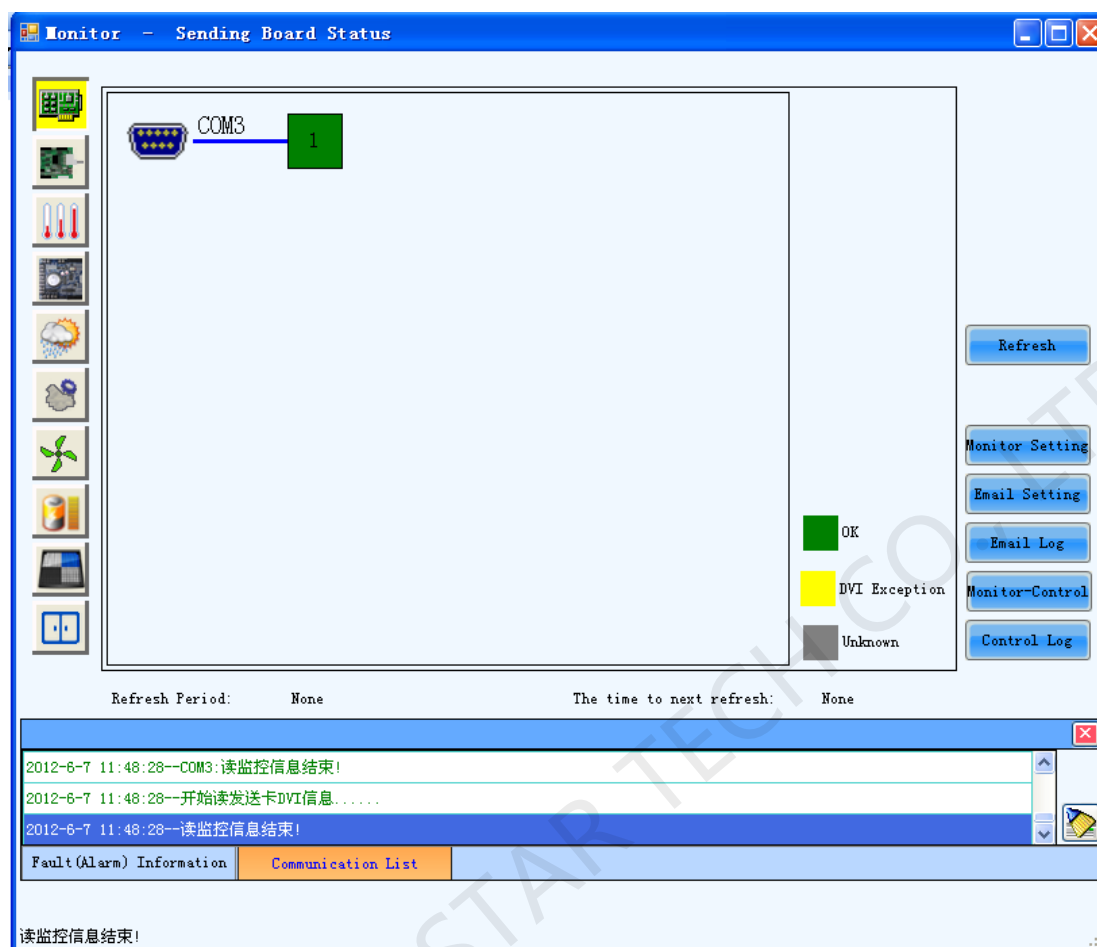 Monitor - Sending Board Status
COM3
1
Refresh
Monitor Setting
Email Setting
OK
Email Log
DVI Exception
Monitor-Control
Unknown
Control Log
Refresh Period: None The time to next refresh: None
2012-6-7 11:48:28--COM3:读监控信息结束!
2012-6-7 11:48:28--开始读发送卡DVI信息......
2012-6-7 11:48:28--读监控信息结束!
Fault(Alarm) Information Communication List
读监控信息结束!
STAR TECH CO., LT